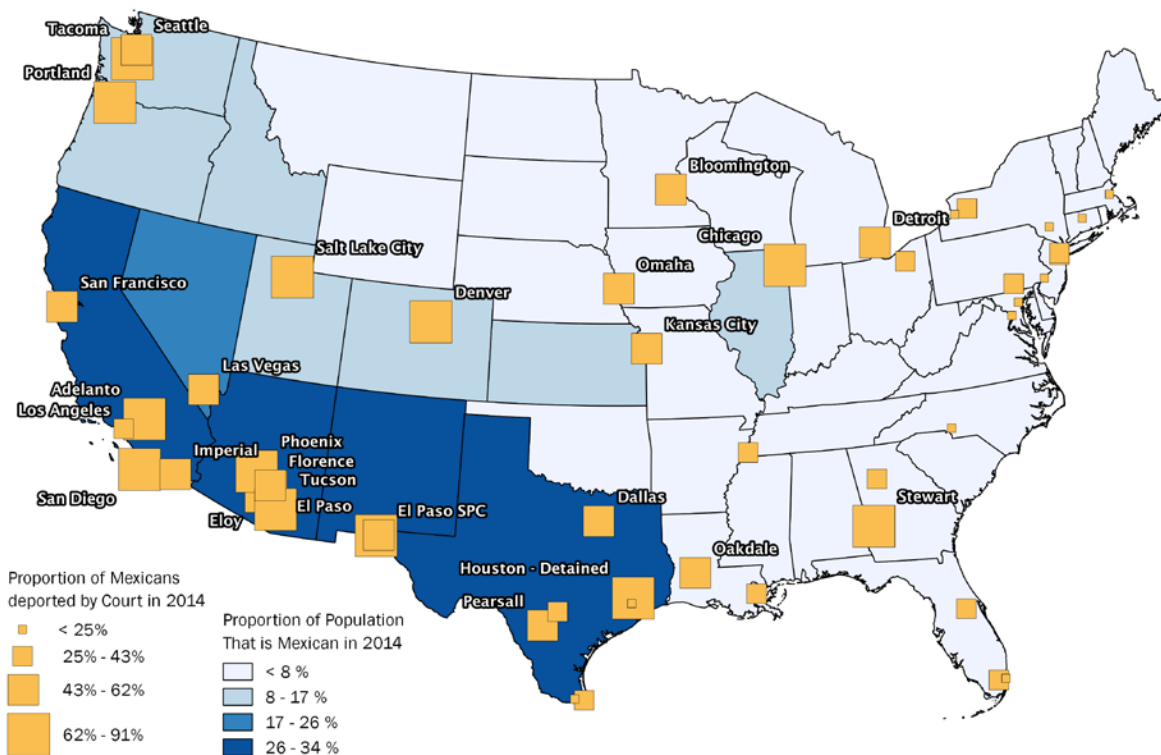 Tacoma
Seattle
Portland
Bloomington
Salt Lake City
Chicago
Detroit
San Francisco
Denver
Omaha
Kansas City
Las Vegas
Adelanto
Los Angeles
Imperial
Phoenix
Florence
Tucson
San Diego
Eloy
El Paso
El Paso SPC
Dallas
Stewart
Oakdale
Houston - Detained
Pearsall
Proportion of Mexicans
deported by Court in 2014
< 25%
25% - 43%
43% - 62%
62% - 91%
Proportion of Population
That is Mexican in 2014
< 8 %
8 - 17 %
17 - 26 %
26 - 34 %